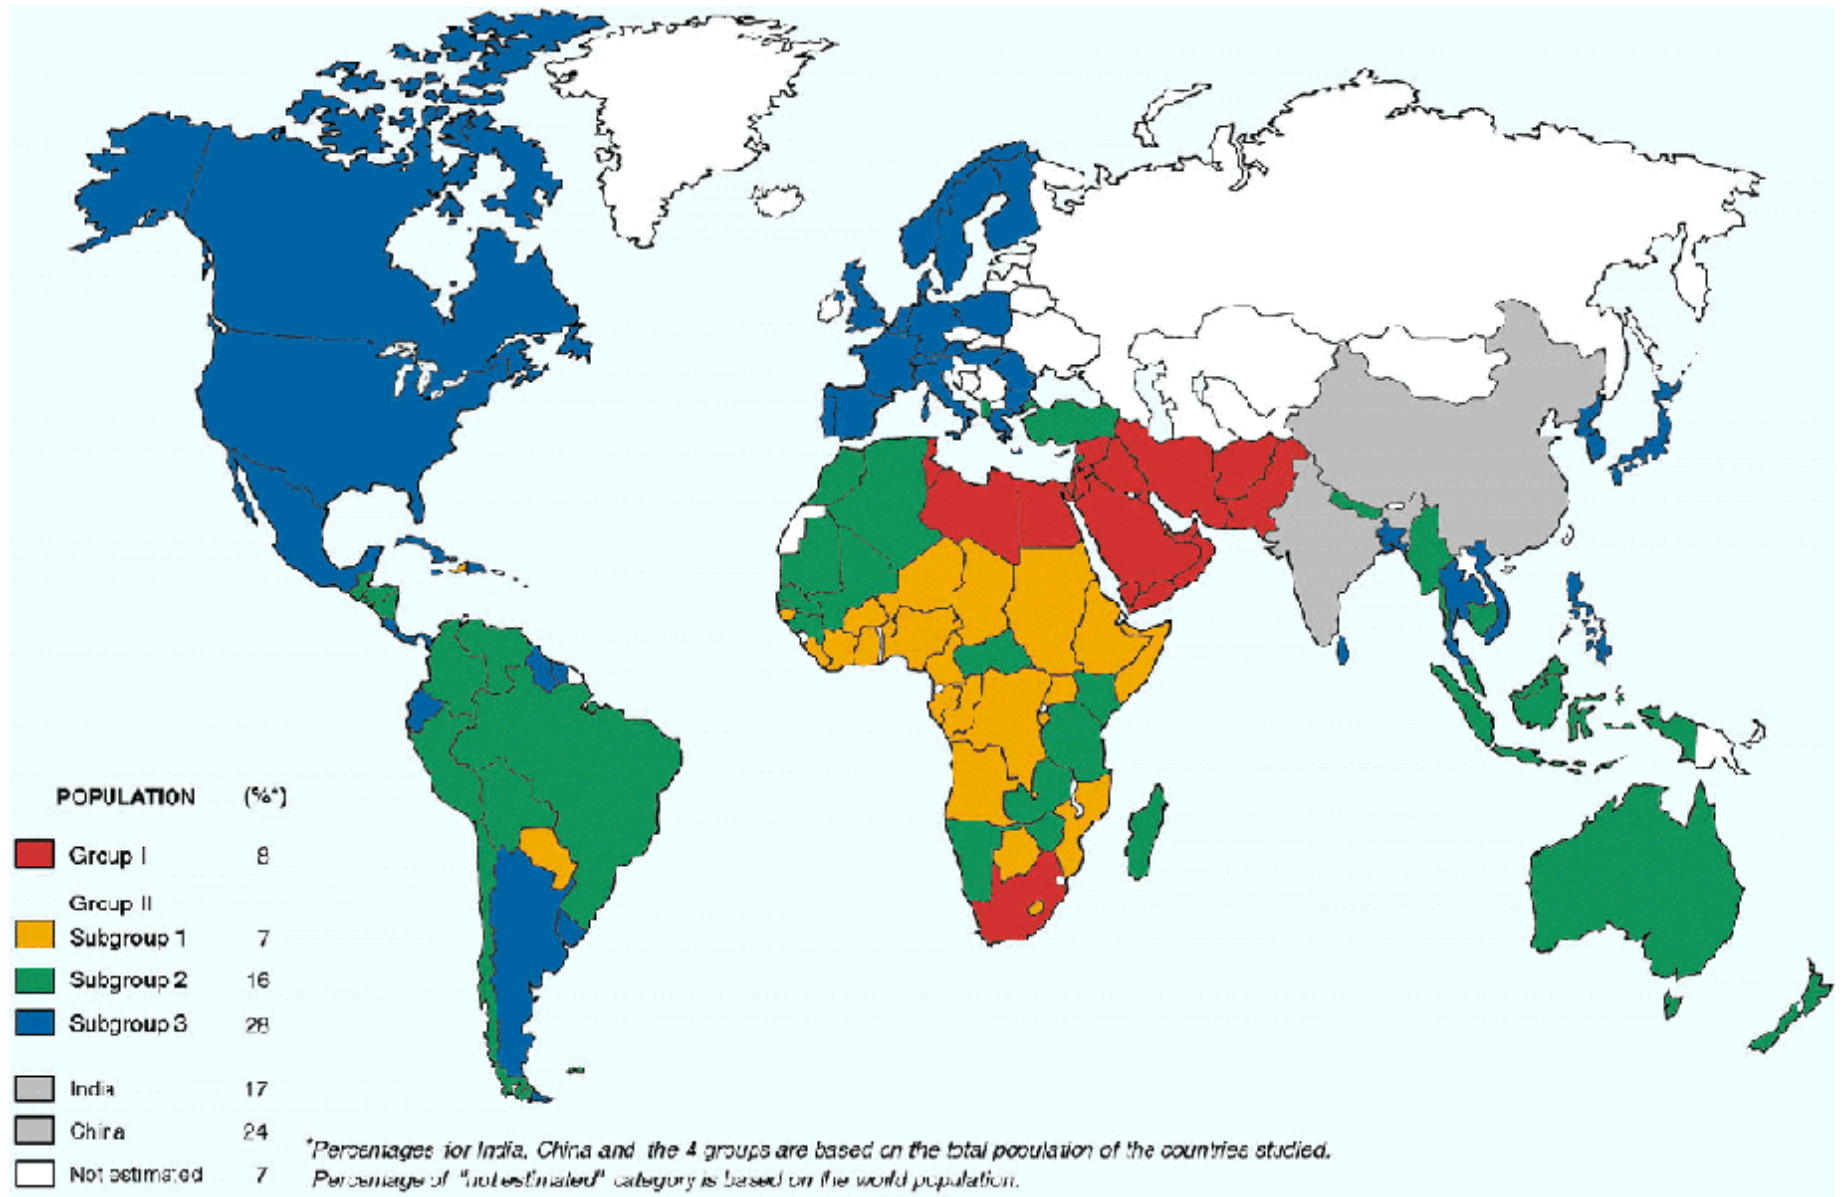 POPULATION (%*)
Group I 8
Group II
Subgroup 1 7
Subgroup 2 16
Subgroup 3 28
India 17
China 24
Not estimated 7
*Percentages for India, China and the 4 groups are based on the total population of the countries studied.
Percentage of "not estimated" category is based on the world population.